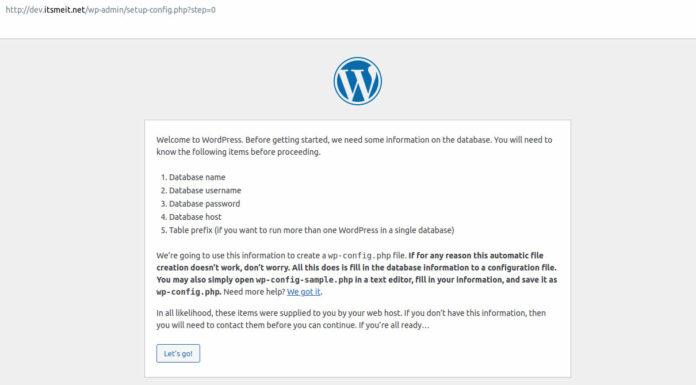 http://dev.itsmeit.net/wp-admin/setup-config.php?step=0
W
Welcome to WordPress. Before getting started, we need some information on the database. You will need to
know the following items before proceeding.
1. Database name
2. Database username
3. Database password
4. Database host
5. Table prefix (if you want to run more than one WordPress in a single database)
We're going to use this information to create a wp-config.php file. If for any reason this automatic file
creation doesn't work, don't worry. All this does is fill in the database information to a configuration file.
You may also simply open wp-config-sample.php in a text editor, fill in your information, and save it as
wp-config.php. Need more help? We got it.
In all likelihood, these items were supplied to you by your web host. If you don't have this information, then
you will need to contact them before you can continue. If you're all ready…
Let's go!